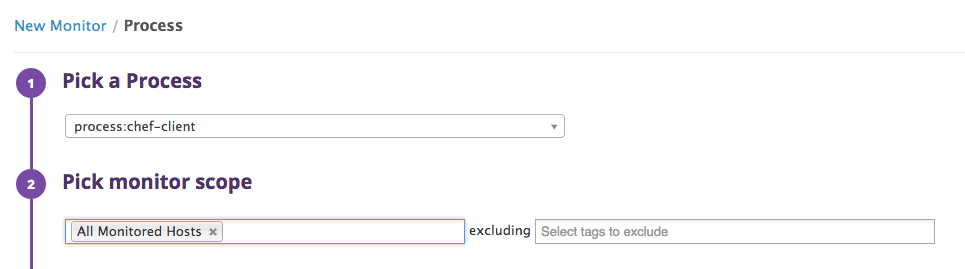 New Monitor / Process
1 Pick a Process
process:chef-client
2 Pick monitor scope
All Monitored Hosts × excluding Select tags to exclude